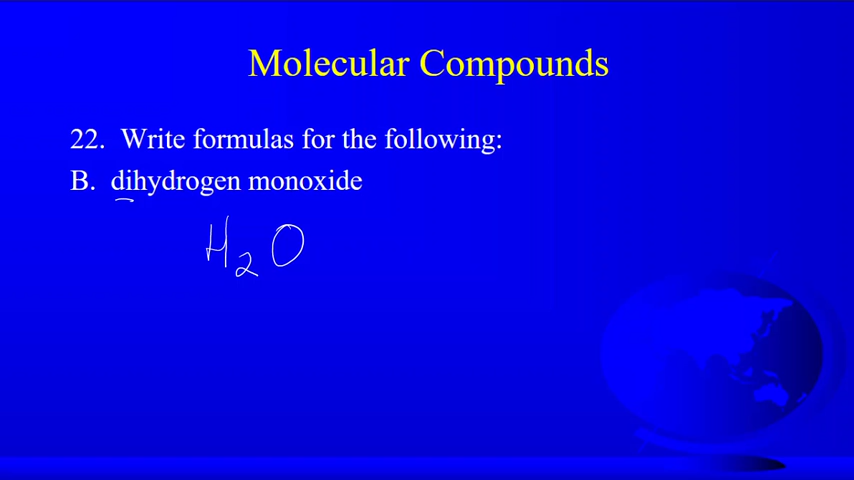 Molecular Compounds
22. Write formulas for the following:
B. dihydrogen monoxide
H₂O